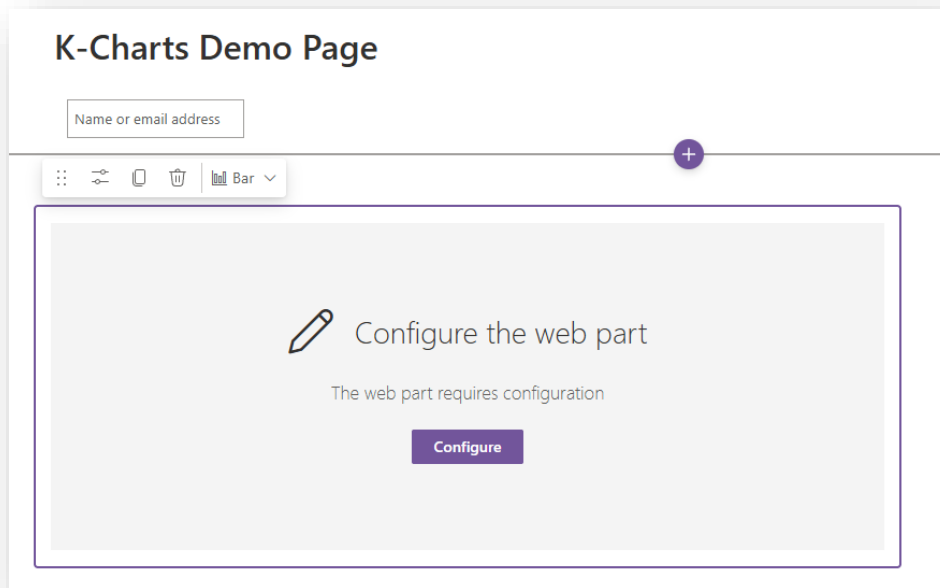 K-Charts Demo Page
Name or email address
Bar
Configure the web part
The web part requires configuration
Configure